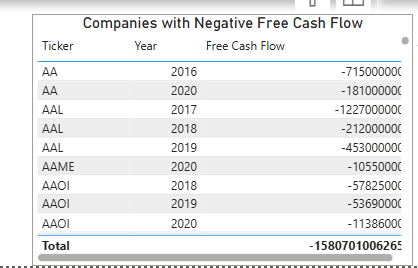 Companies with Negative Free Cash Flow
Ticker Year Free Cash Flow
AA 2016 -715000000
AA 2020 -181000000
AAL 2017 -1227000000
AAL 2018 -212000000
AAL 2019 -453000000
AAME 2020 -10550000
AAOI 2018 -57825000
AAOI 2019 -53690000
AAOI 2020 -11386000
Total -1580701006265